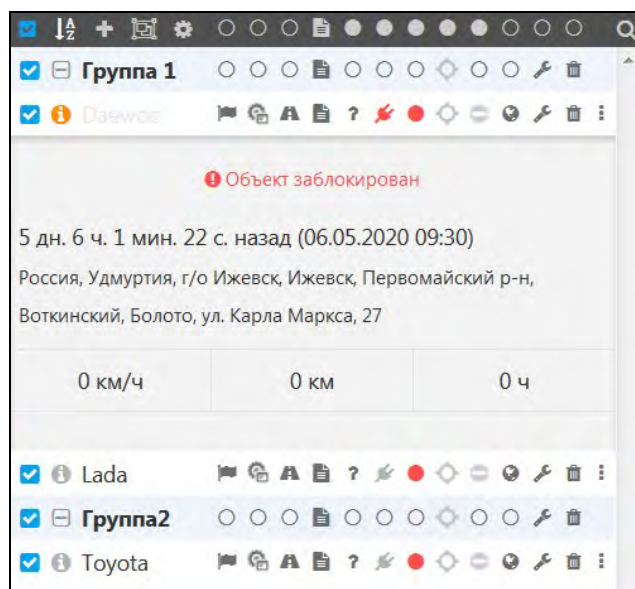 Группа 1
Daewoo
Объект заблокирован
5 дн. 6 ч. 1 мин. 22 с. назад (06.05.2020 09:30)
Россия, Удмуртия, г/о Ижевск, Ижевск, Первомайский р-н,
Воткинский, Болото, ул. Карла Маркса, 27
0 км/ч 0 км 0 ч
Lada
Группа2
Toyota